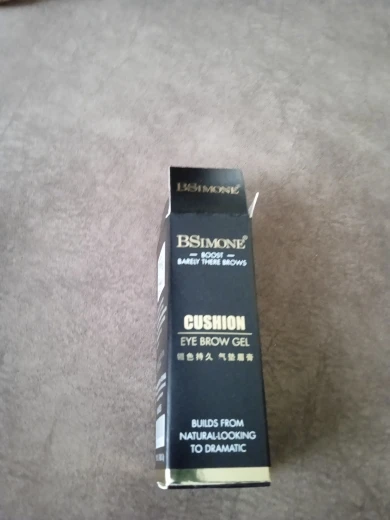 BSIMONE®
BSIMONE®
— BOOST —
BARELY THERE BROWS
CUSHION
EYE BROW GEL
色持久 气垫眉膏
BUILDS FROM
NATURAL-LOOKING
TO DRAMATIC